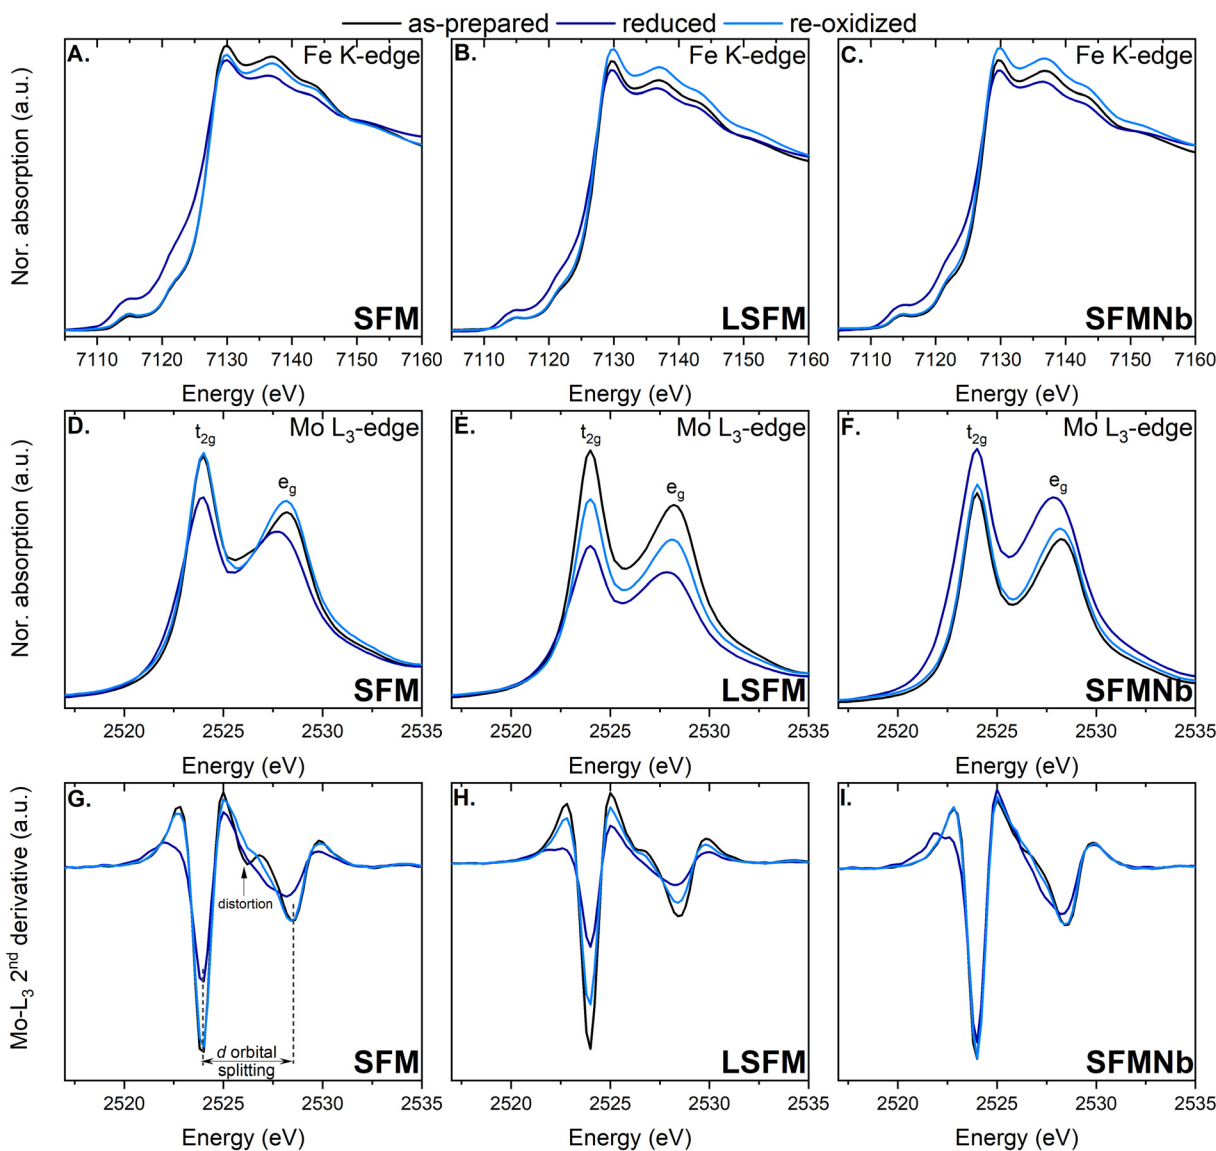 as-prepared reduced re-oxidized
Nor. absorption (a.u.)
A. Fe K-edge
SFM
7110 7120 7130 7140 7150 7160
Energy (eV)
B. Fe K-edge
LSFM
7110 7120 7130 7140 7150 7160
Energy (eV)
C. Fe K-edge
SFMNb
7110 7120 7130 7140 7150 7160
Energy (eV)
Nor. absorption (a.u.)
D. Mo L3-edge
t2g
eg
SFM
2520 2525 2530 2535
Energy (eV)
E. Mo L3-edge
t2g
eg
LSFM
2520 2525 2530 2535
Energy (eV)
F. Mo L3-edge
t2g
eg
SFMNb
2520 2525 2530 2535
Energy (eV)
Mo-L3 2nd derivative (a.u.)
G.
distortion
d orbital
splitting
SFM
2520 2525 2530 2535
Energy (eV)
H.
LSFM
2520 2525 2530 2535
Energy (eV)
I.
SFMNb
2520 2525 2530 2535
Energy (eV)